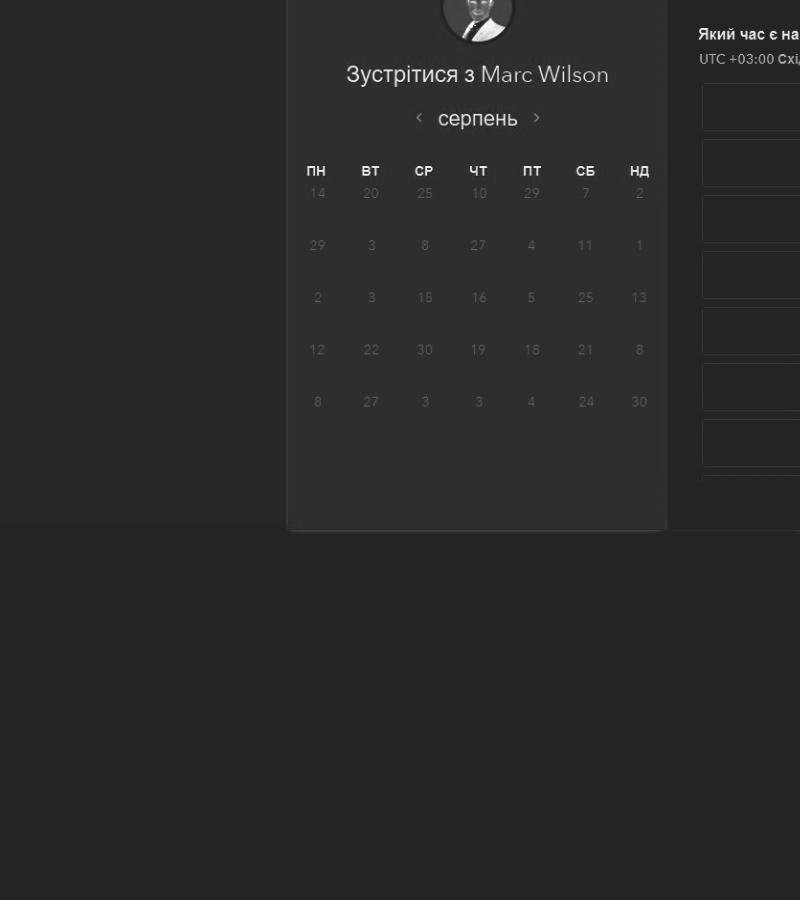 Зустрітися з Marc Wilson
‹ серпень ›
ПН ВТ СР ЧТ ПТ СБ НД
14 20 25 10 29 7 2
29 3 8 27 4 11 1
2 3 15 16 5 25 13
12 22 30 19 18 21 8
8 27 3 3 4 24 30
Який час є на
UTC +03:00 Схі